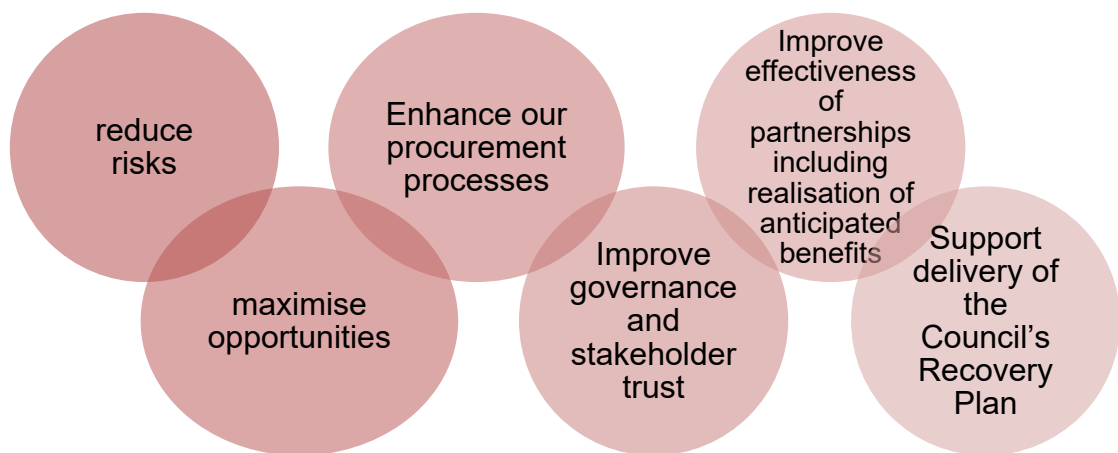 reduce
risks
maximise
opportunities
Enhance our
procurement
processes
Improve
governance
and
stakeholder
trust
Improve
effectiveness
of
partnerships
including
realisation of
anticipated
benefits
Support
delivery of
the
Council’s
Recovery
Plan